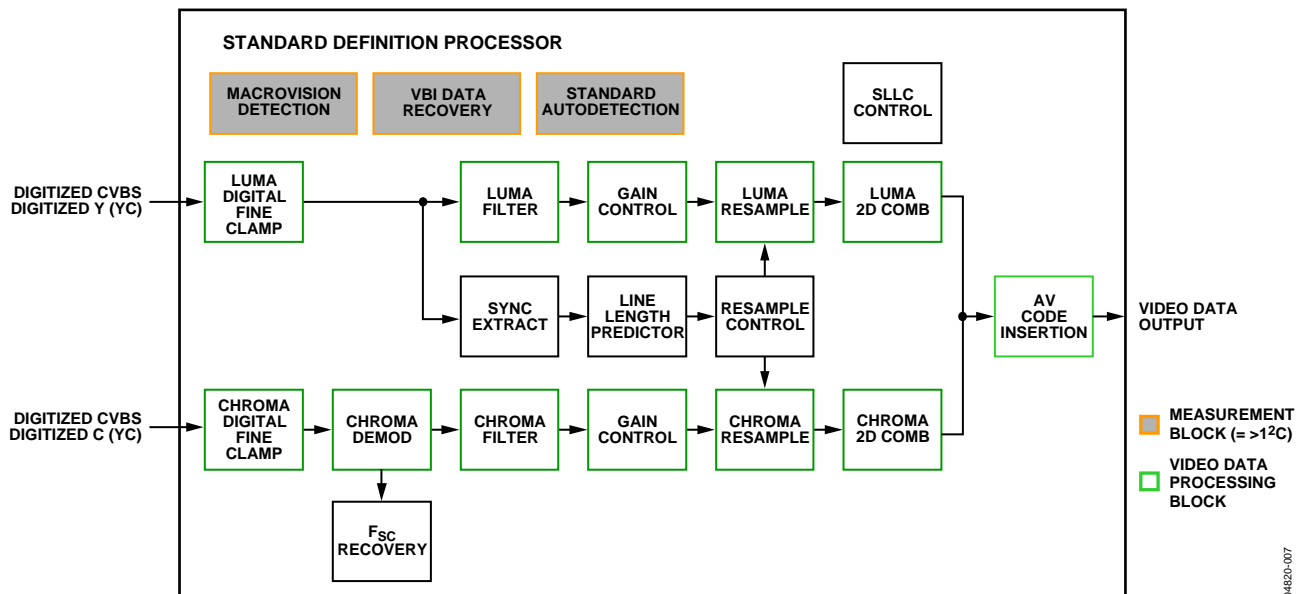 STANDARD DEFINITION PROCESSOR
MACROVISION
DETECTION
VBI DATA
RECOVERY
STANDARD
AUTODETECTION
SLLC
CONTROL
DIGITIZED CVBS
DIGITIZED Y (YC)
LUMA
DIGITAL
FINE
CLAMP
LUMA
FILTER
GAIN
CONTROL
LUMA
RESAMPLE
LUMA
2D COMB
SYNC
EXTRACT
LINE
LENGTH
PREDICTOR
RESAMPLE
CONTROL
AV
CODE
INSERTION
VIDEO DATA
OUTPUT
DIGITIZED CVBS
DIGITIZED C (YC)
CHROMA
DIGITAL
FINE
CLAMP
CHROMA
DEMOD
CHROMA
FILTER
GAIN
CONTROL
CHROMA
RESAMPLE
CHROMA
2D COMB
FSC
RECOVERY
MEASUREMENT
BLOCK (= >1²C)
VIDEO DATA
PROCESSING
BLOCK
04820-007